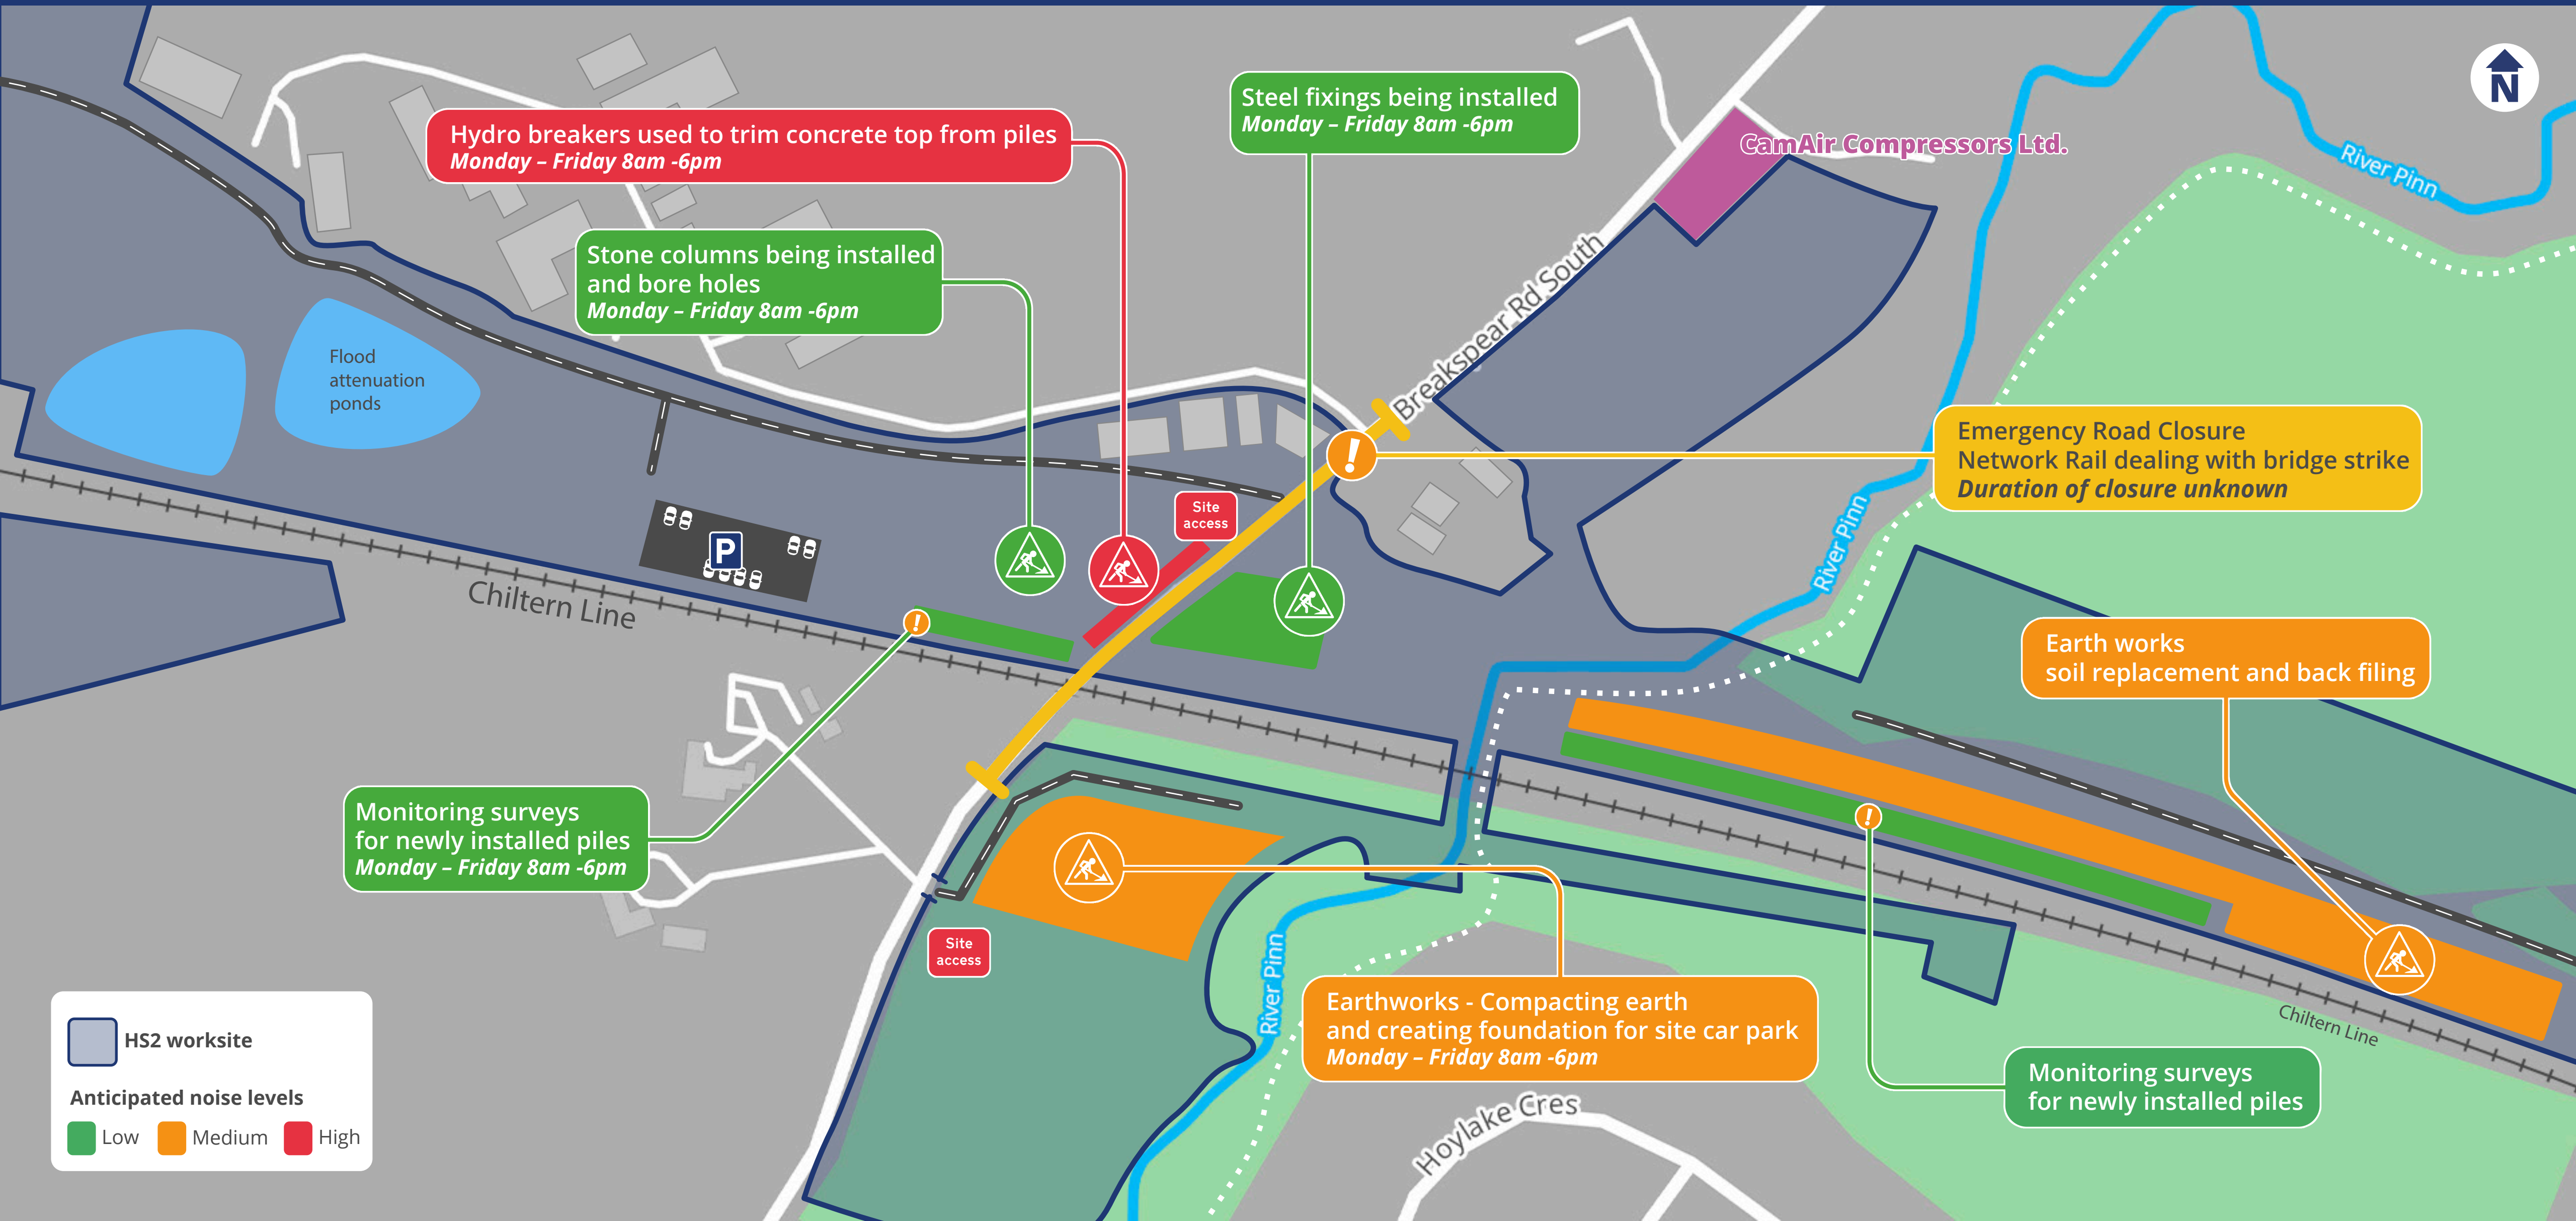 N
Steel fixings being installed
Monday – Friday 8am -6pm
Hydro breakers used to trim concrete top from piles
Monday – Friday 8am -6pm
CamAir Compressors Ltd.
River Pinn
Stone columns being installed
and bore holes
Monday – Friday 8am -6pm
Breakspear Rd South
Flood
attenuation
ponds
!
Emergency Road Closure
Network Rail dealing with bridge strike
Duration of closure unknown
Site
access
P
River Pinn
Chiltern Line
!
Earth works
soil replacement and back filing
Monitoring surveys
for newly installed piles
Monday – Friday 8am -6pm
!
Site
access
River Pinn
Earthworks - Compacting earth
and creating foundation for site car park
Monday – Friday 8am -6pm
Chiltern Line
Monitoring surveys
for newly installed piles
Hoylake Cres
HS2 worksite
Anticipated noise levels
Low Medium High